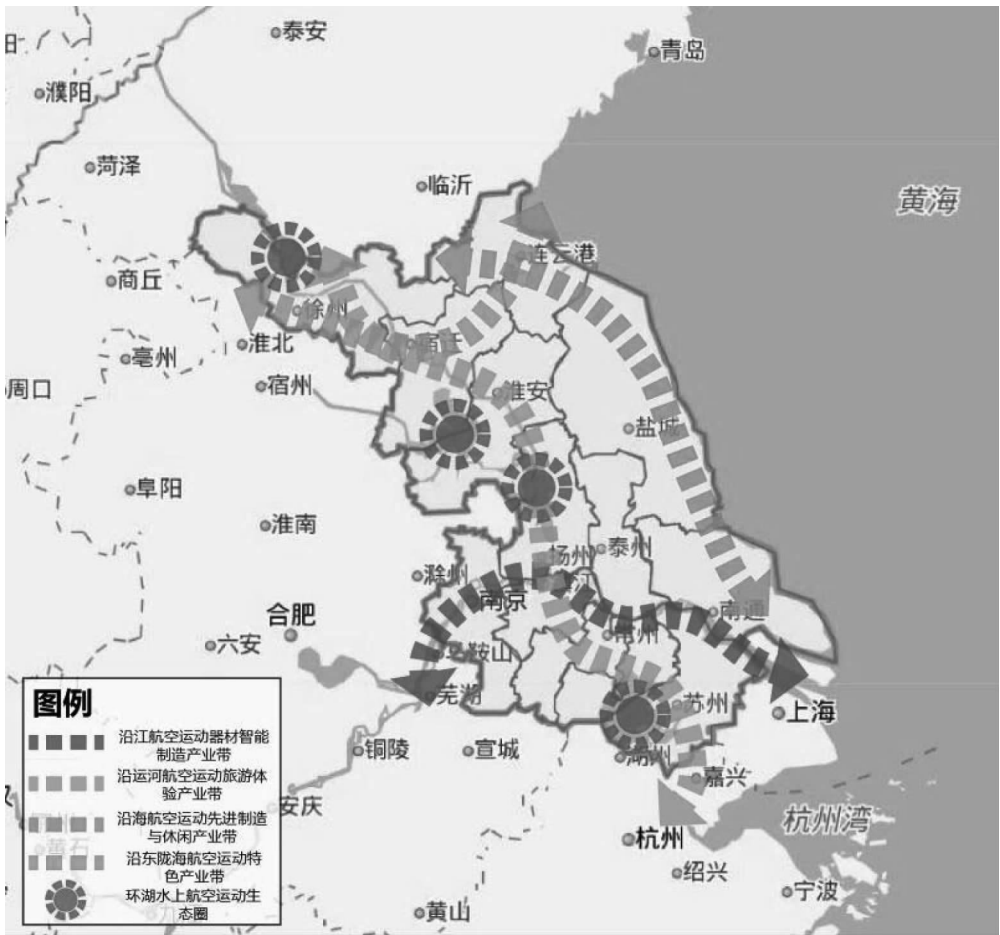 泰安
青岛
濮阳
菏泽
临沂
黄海
连云港
商丘
徐州
淮北
宿迁
亳州
周口
宿州
淮安
盐城
阜阳
淮南
扬州
泰州
滁州
南京
合肥
南通
常州
六安
马鞍山
芜湖
苏州
上海
图例
沿江航空运动器材智能
制造产业带
铜陵
宣城
湖州
沿运河航空运动旅游体
验产业带
嘉兴
安庆
沿海航空运动先进制造
与休闲产业带
杭州湾
杭州
沿东陇海航空运动特
色产业带
绍兴
环湖水上航空运动生
态圈
宁波
黄山